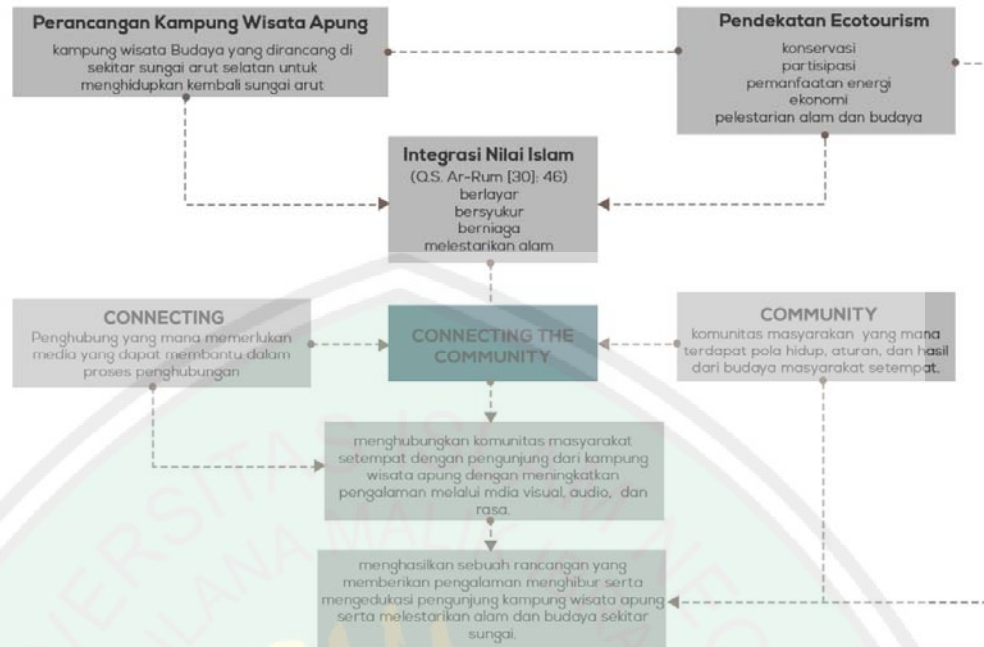 Perancangan Kampung Wisata Apung
kampung wisata Budaya yang dirancang di
sekitar sungai arut selatan untuk
menghidupkan kembali sungai arut
Pendekatan Ecotourism
konservasi
partisipasi
pemanfaatan energi
ekonomi
pelestarian alam dan budaya
Integrasi Nilai Islam
(Q.S. Ar-Rum [30]: 46)
berlayar
bersyukur
berniaga
melestarikan alam
CONNECTING
Penghubung yang mana memerlukan
media yang dapat membantu dalam
proses penghubungan
CONNECTING THE
COMMUNITY
COMMUNITY
komunitas masyarakan yang mana
terdapat pola hidup, aturan, dan hasil
dari budaya masyarakat setempat.
menghubungkan komunitas masyarakat
setempat dengan pengunjung dari kampung
wisata apung dengan meningkatkan
pengalaman melalui mdia visual, audio, dan
rasa.
menghasilkan sebuah rancangan yang
memberikan pengalaman menghibur serta
mengedukasi pengunjung kampung wisata apung
serta melestarikan alam dan budaya sekitar
sungai.